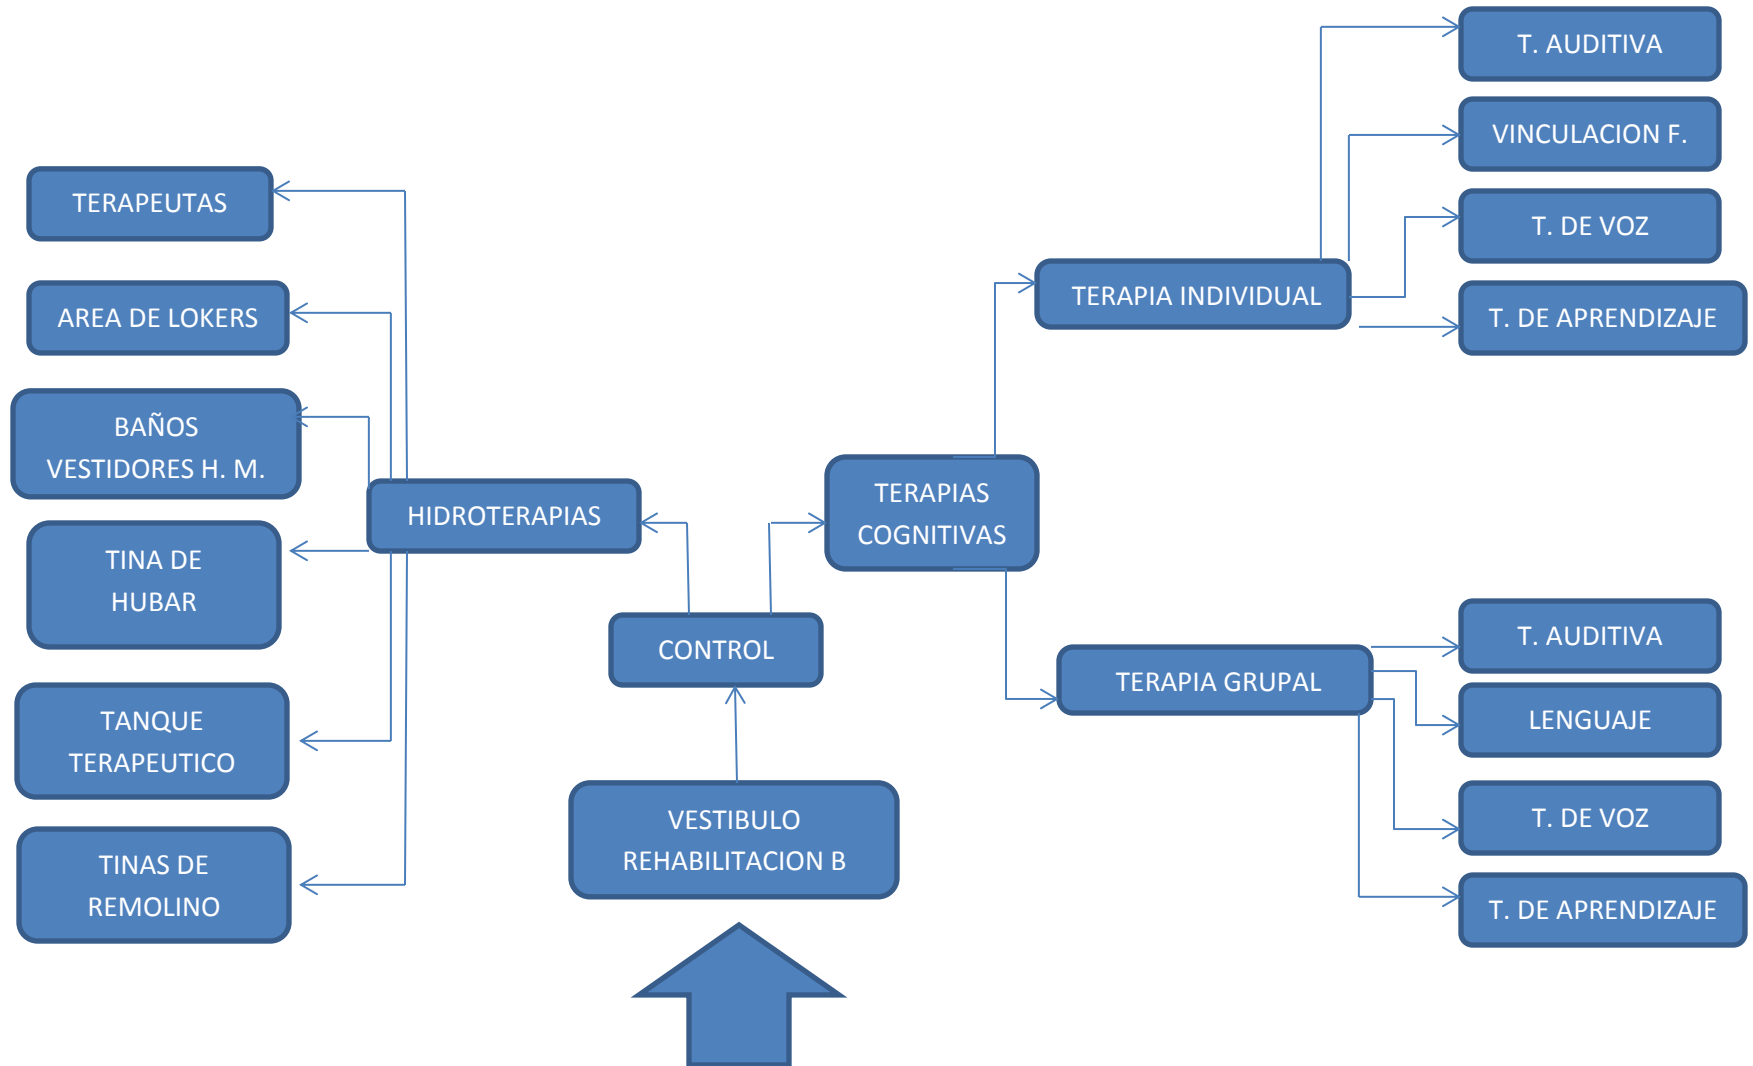 T. AUDITIVA
VINCULACION F.
T. DE VOZ
T. DE APRENDIZAJE
TERAPIA INDIVIDUAL
TERAPEUTAS
AREA DE LOKERS
BAÑOS
VESTIDORES H. M.
HIDROTERAPIAS
TERAPIAS
COGNITIVAS
TINA DE
HUBAR
CONTROL
TERAPIA GRUPAL
T. AUDITIVA
LENGUAJE
T. DE VOZ
T. DE APRENDIZAJE
TANQUE
TERAPEUTICO
TINAS DE
REMOLINO
VESTIBULO
REHABILITACION B